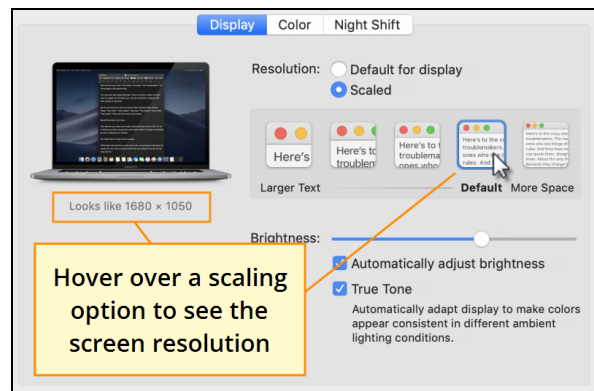 Display Color Night Shift
Resolution: Default for display
Scaled
Here's
Here's to
troublem
Here's to t
troublema
ones who
Here's to the c
troublemakers.
ones who
rules. And
Larger Text Default More Space
Looks like 1680 × 1050
Brightness:
Automatically adjust brightness
True Tone
Automatically adapt display to make colors
appear consistent in different ambient
lighting conditions.
Hover over a scaling
option to see the
screen resolution